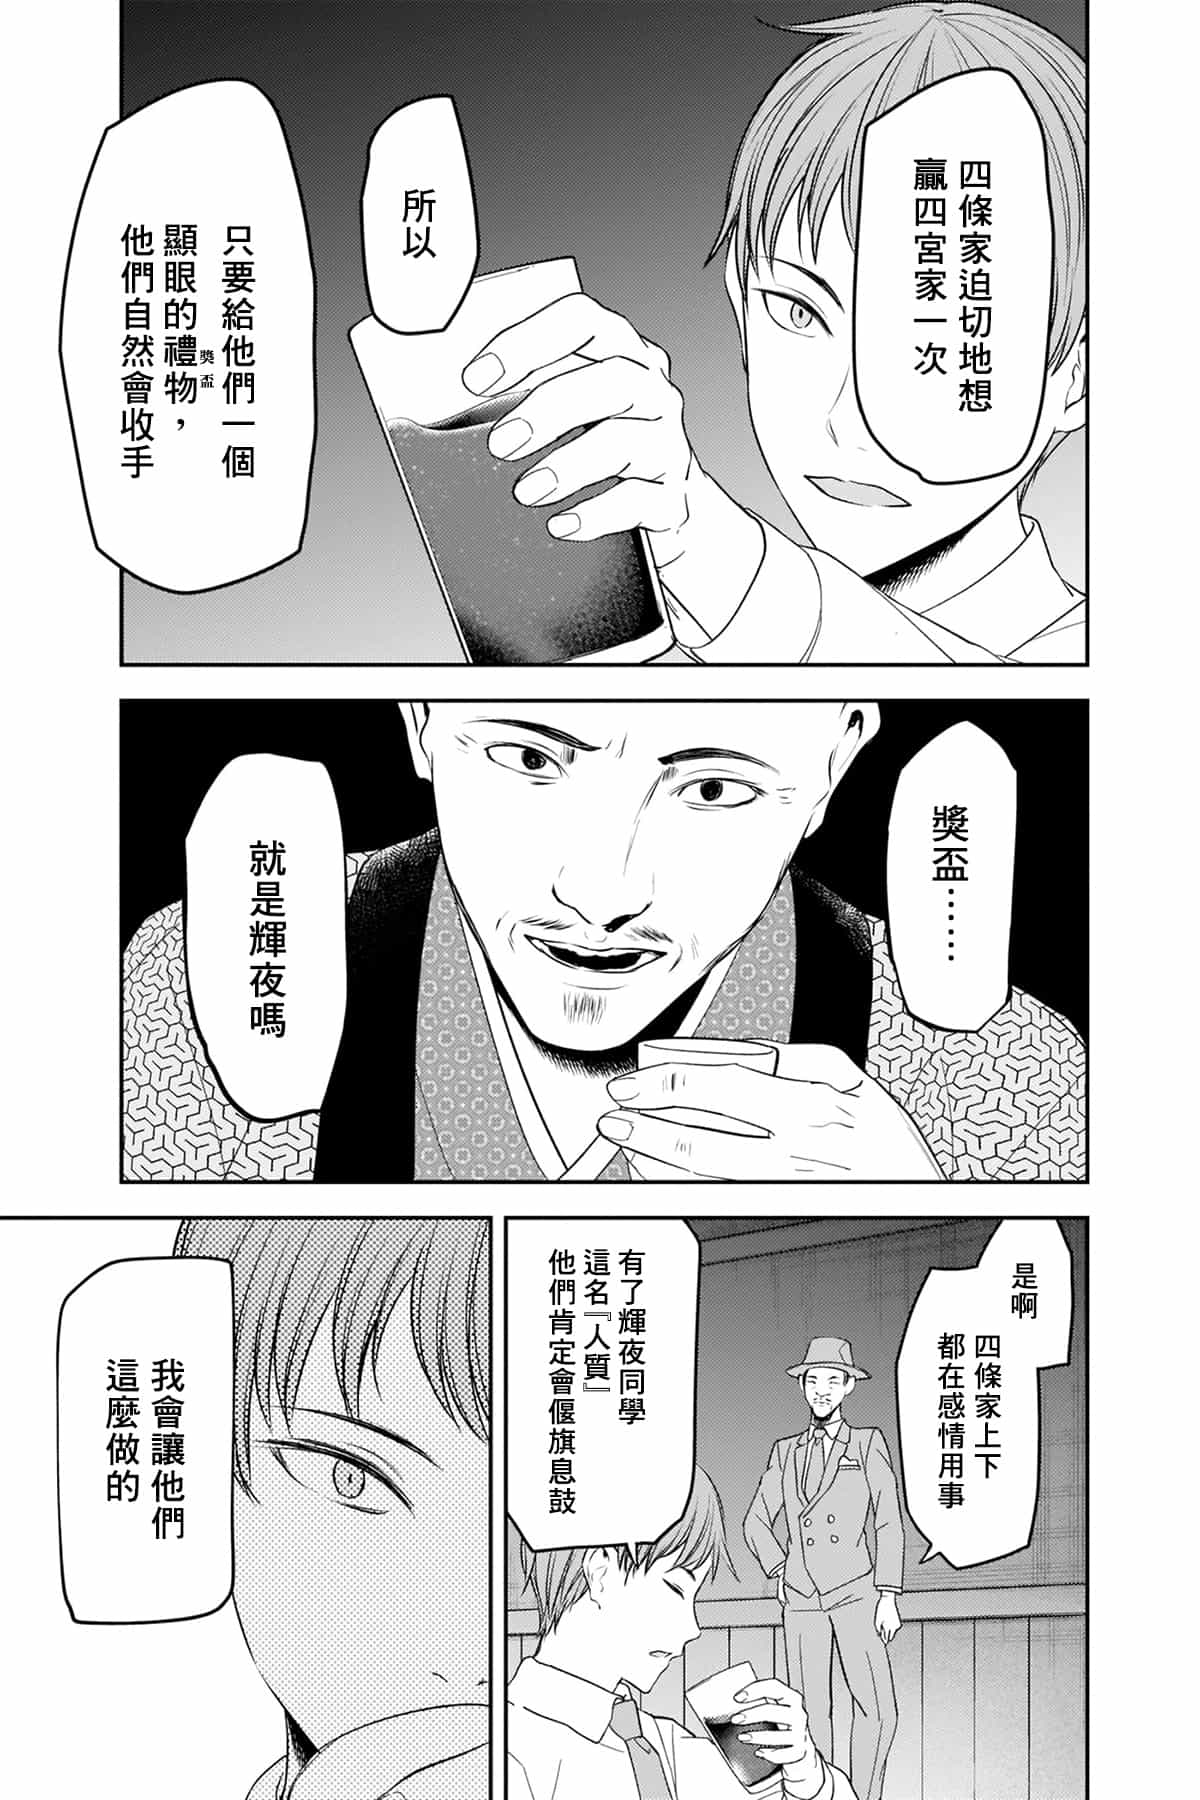 四條家迫切地想
贏四宮家一次
所以
只要給他們一個
獎盃
顯眼的禮物，
他們自然會收手
獎盃……
就是輝夜嗎
是啊
四條家上下
都在感情用事
有了輝夜同學
這名『人質』
他們肯定會偃旗息鼓
我會讓他們
這麼做的